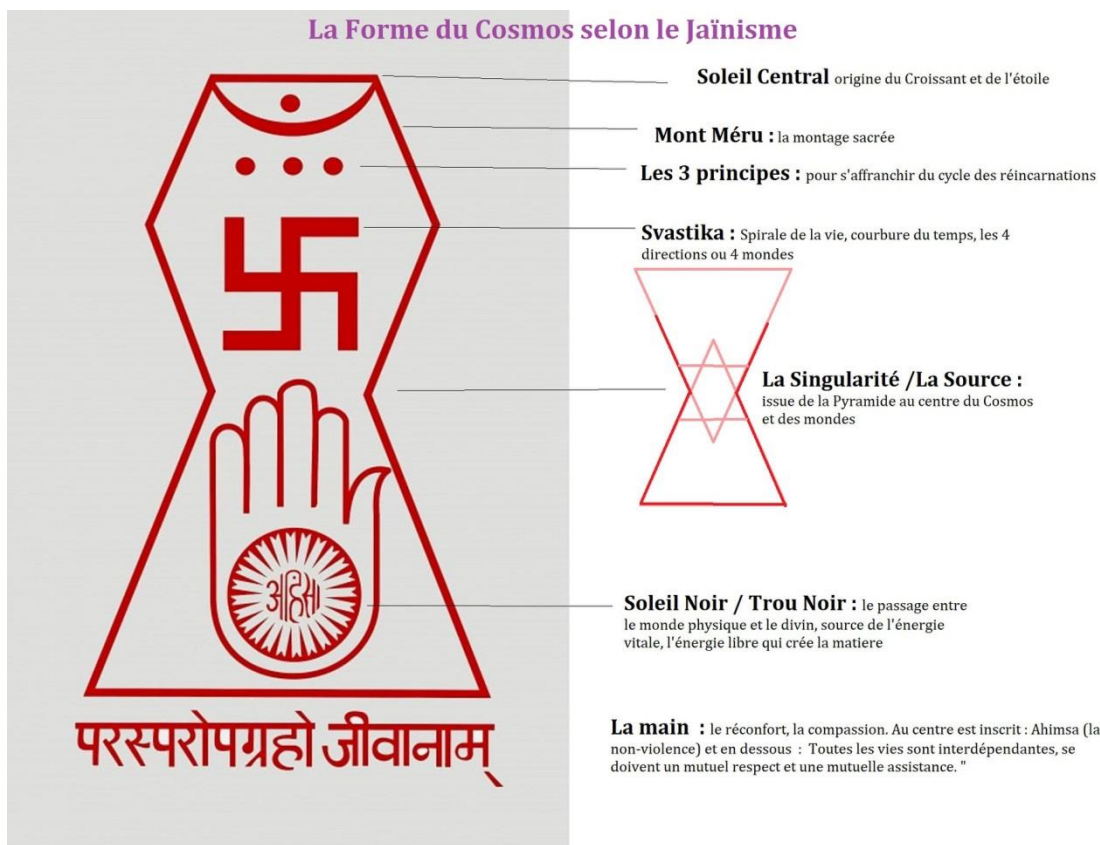 La Forme du Cosmos selon le Jaïnisme
Soleil Central origine du Croissant et de l'étoile
Mont Méru : la montage sacrée
Les 3 principes : pour s'affranchir du cycle des réincarnations
Svastika : Spirale de la vie, courbure du temps, les 4
directions ou 4 mondes
La Singularité /La Source :
issue de la Pyramide au centre du Cosmos
et des mondes
अहिंसा
Soleil Noir / Trou Noir : le passage entre
le monde physique et le divin, source de l'énergie
vitale, l'énergie libre qui crée la matiere
परस्परोपग्रहो जीवानाम्
La main : le réconfort, la compassion. Au centre est inscrit : Ahimsa (la
non-violence) et en dessous : Toutes les vies sont interdépendantes, se
doivent un mutuel respect et une mutuelle assistance. "